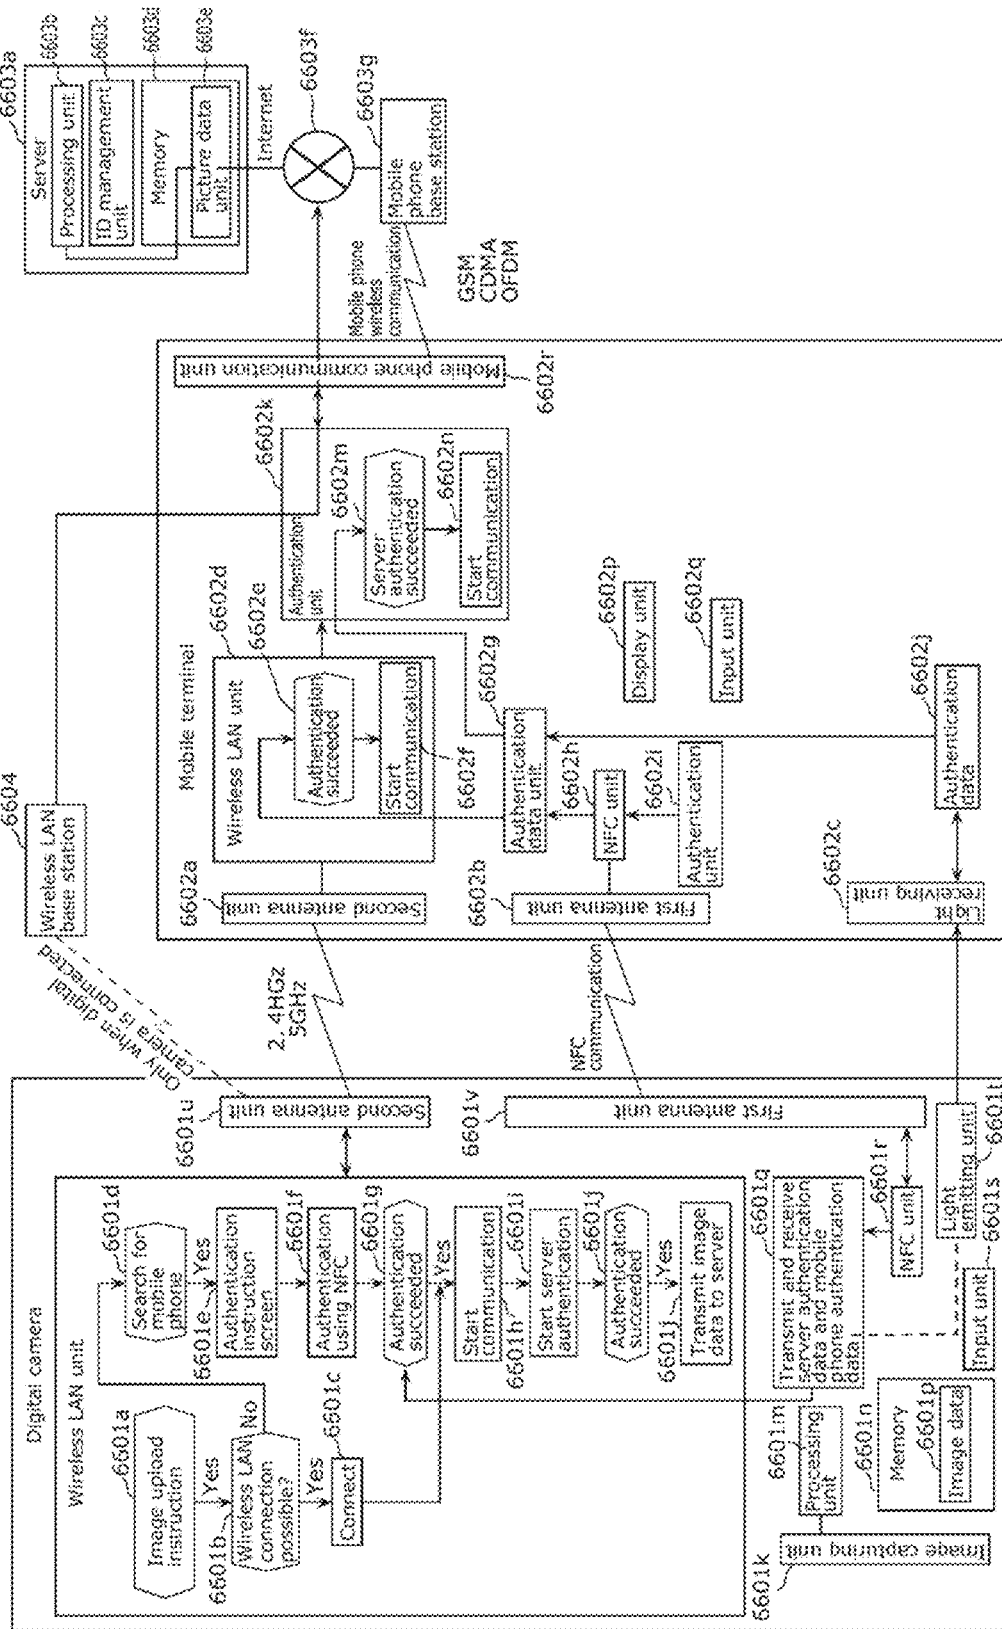 Digital camera
Wireless LAN unit
6601a
Image upload
instruction
Yes
6601b
Wireless LAN
connection
possible?
No
Yes
6601c
Connect
6601d
Search for
mobile
phone
Yes
6601e
Authentication
instruction
screen
6601f
Authentication
using NFC
6601g
Authentication
succeeded
Yes
Start
communication
6601h
6601i
Start server
authentication
6601j
Authentication
succeeded
Yes
6601j
Transmit image
data to server
6601k
Image capturing
unit
6601m
Processing
unit
6601n
Memory
6601p
Image data
6601q
Transmit and receive
server authentication
data and mobile
phone authentication
data
6601r
NFC unit
6601s
Input unit
Light
emitting unit
6601t
6601u
Second antenna
unit
6601v
First antenna unit
Only when digital
camera is connected
2. 4HGz
5GHz
NFC
communication
6604
Wireless LAN
base station
Mobile terminal
6602a
Second antenna unit
6602b
First antenna unit
6602c
Light
receiving unit
6602d
Wireless LAN unit
6602e
Authentication
succeeded
Start
communication
6602f
6602g
Authentication
data unit
6602h
NFC unit
6602i
Authentication
unit
6602j
Authentication
data
6602k
Authentication
unit
6602m
Server
authentication
succeeded
6602n
Start
communication
6602p
Display unit
6602q
Input unit
Mobile phone communication unit
6602r
Mobile phone
wireless
communication
GSM
CDMA
OFDM
6603a
Server
6603b
Processing unit
6603c
ID management
unit
6603d
Memory
6603e
Picture data
unit
Internet
6603f
6603g
Mobile
phone
base station